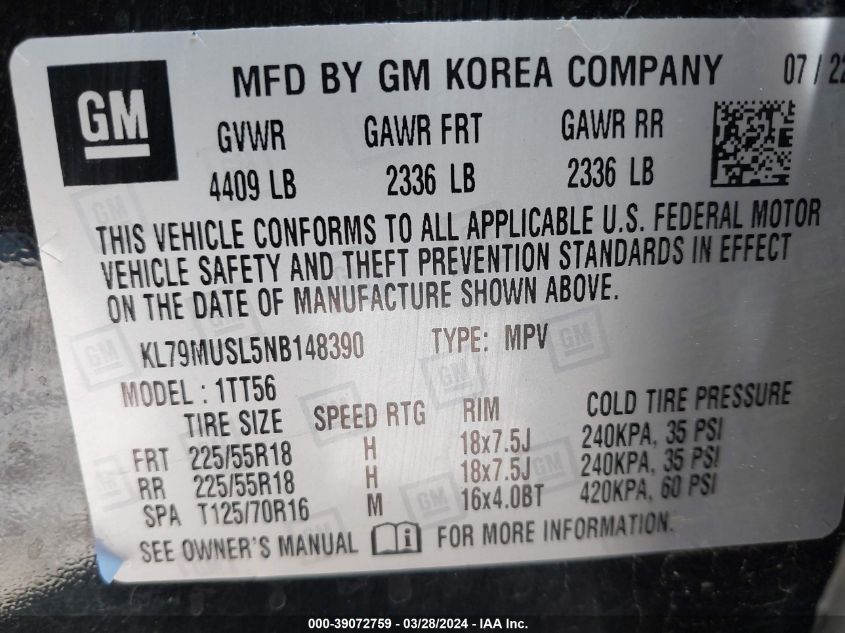 GM
MFD BY GM KOREA COMPANY 07 / 22
GVWR GAWR FRT GAWR RR
4409 LB 2336 LB 2336 LB
THIS VEHICLE CONFORMS TO ALL APPLICABLE U.S. FEDERAL MOTOR
VEHICLE SAFETY AND THEFT PREVENTION STANDARDS IN EFFECT
ON THE DATE OF MANUFACTURE SHOWN ABOVE.
KL79MUSL5NB148390 TYPE: MPV
MODEL : 1TT56
TIRE SIZE SPEED RTG RIM COLD TIRE PRESSURE
FRT 225/55R18 H 18x7.5J 240KPA, 35 PSI
RR 225/55R18 H 18x7.5J 240KPA, 35 PSI
SPA T125/70R16 M 16x4.0BT 420KPA, 60 PSI
SEE OWNER'S MANUAL i FOR MORE INFORMATION.
000-39072759 | 03/28/2024 - IAA Inc.